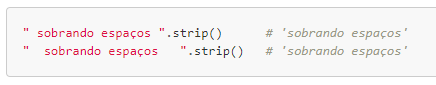 " sobrando espaços ".strip()      # 'sobrando espaços'
"  sobrando espaços   ".strip()   # 'sobrando espaços'